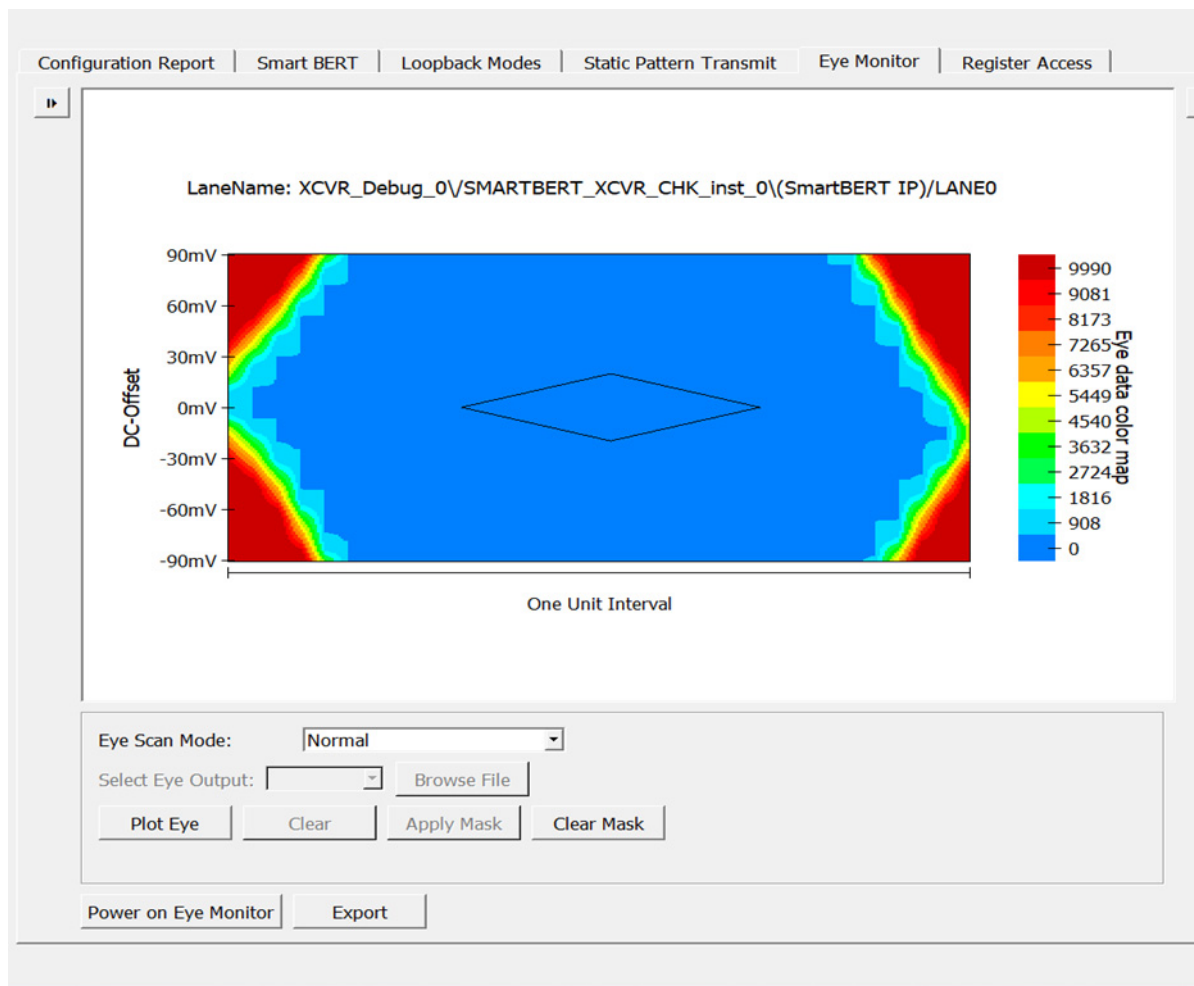 Configuration Report
Smart BERT
Loopback Modes
Static Pattern Transmit
Eye Monitor
Register Access
LaneName: XCVR_Debug_0\/SMARTBERT_XCVR_CHK_inst_0\(SmartBERT IP)/LANE0
DC-Offset
90mV
60mV
30mV
0mV
-30mV
-60mV
-90mV
One Unit Interval
9990
9081
8173
7265
6357
5449
4540
3632
2724
1816
908
0
Eye data color map
Eye Scan Mode:
Normal
Select Eye Output:
Browse File
Plot Eye
Clear
Apply Mask
Clear Mask
Power on Eye Monitor
Export